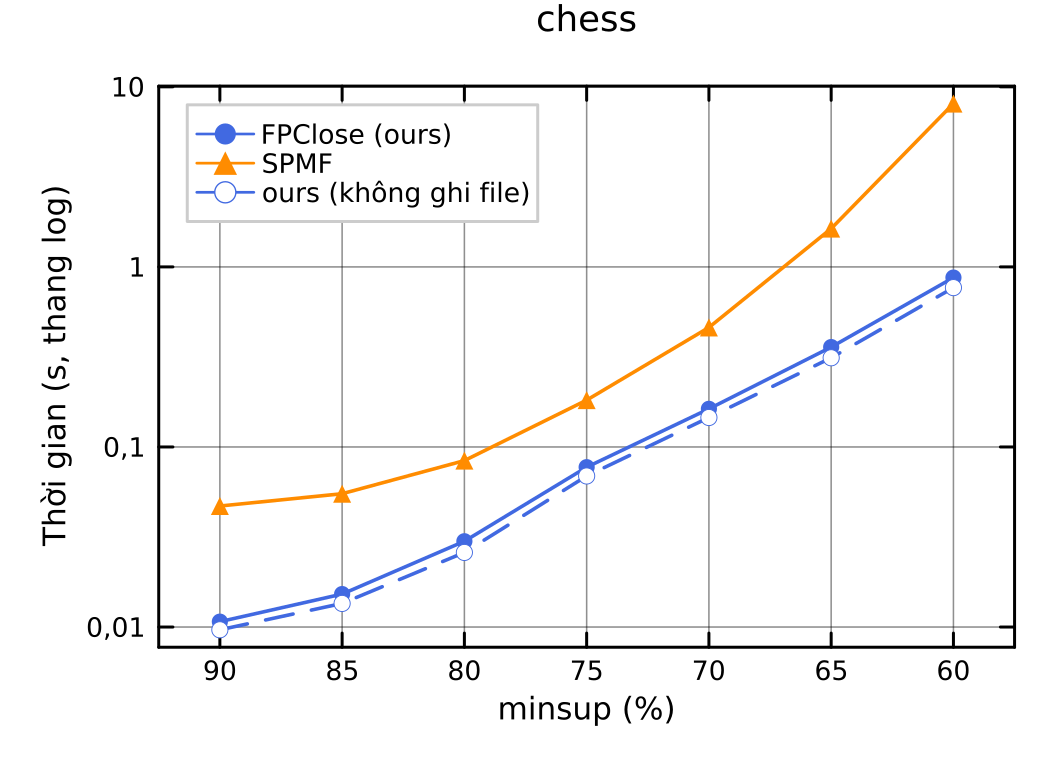 chess
10
1
0,1
0,01
Thời gian (s, thang log)
FPClose (ours)
SPMF
ours (không ghi file)
90 85 80 75 70 65 60
minsup (%)